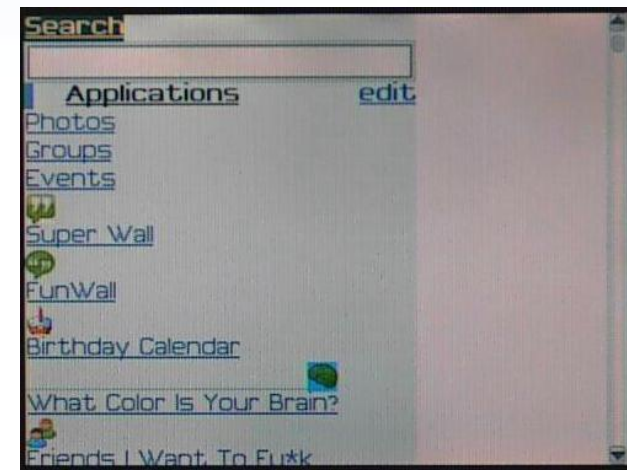 Search
Applications edit
Photos
Groups
Events
Super Wall
FunWall
Birthday Calendar
What Color Is Your Brain?
Friends I Want To Fu*k